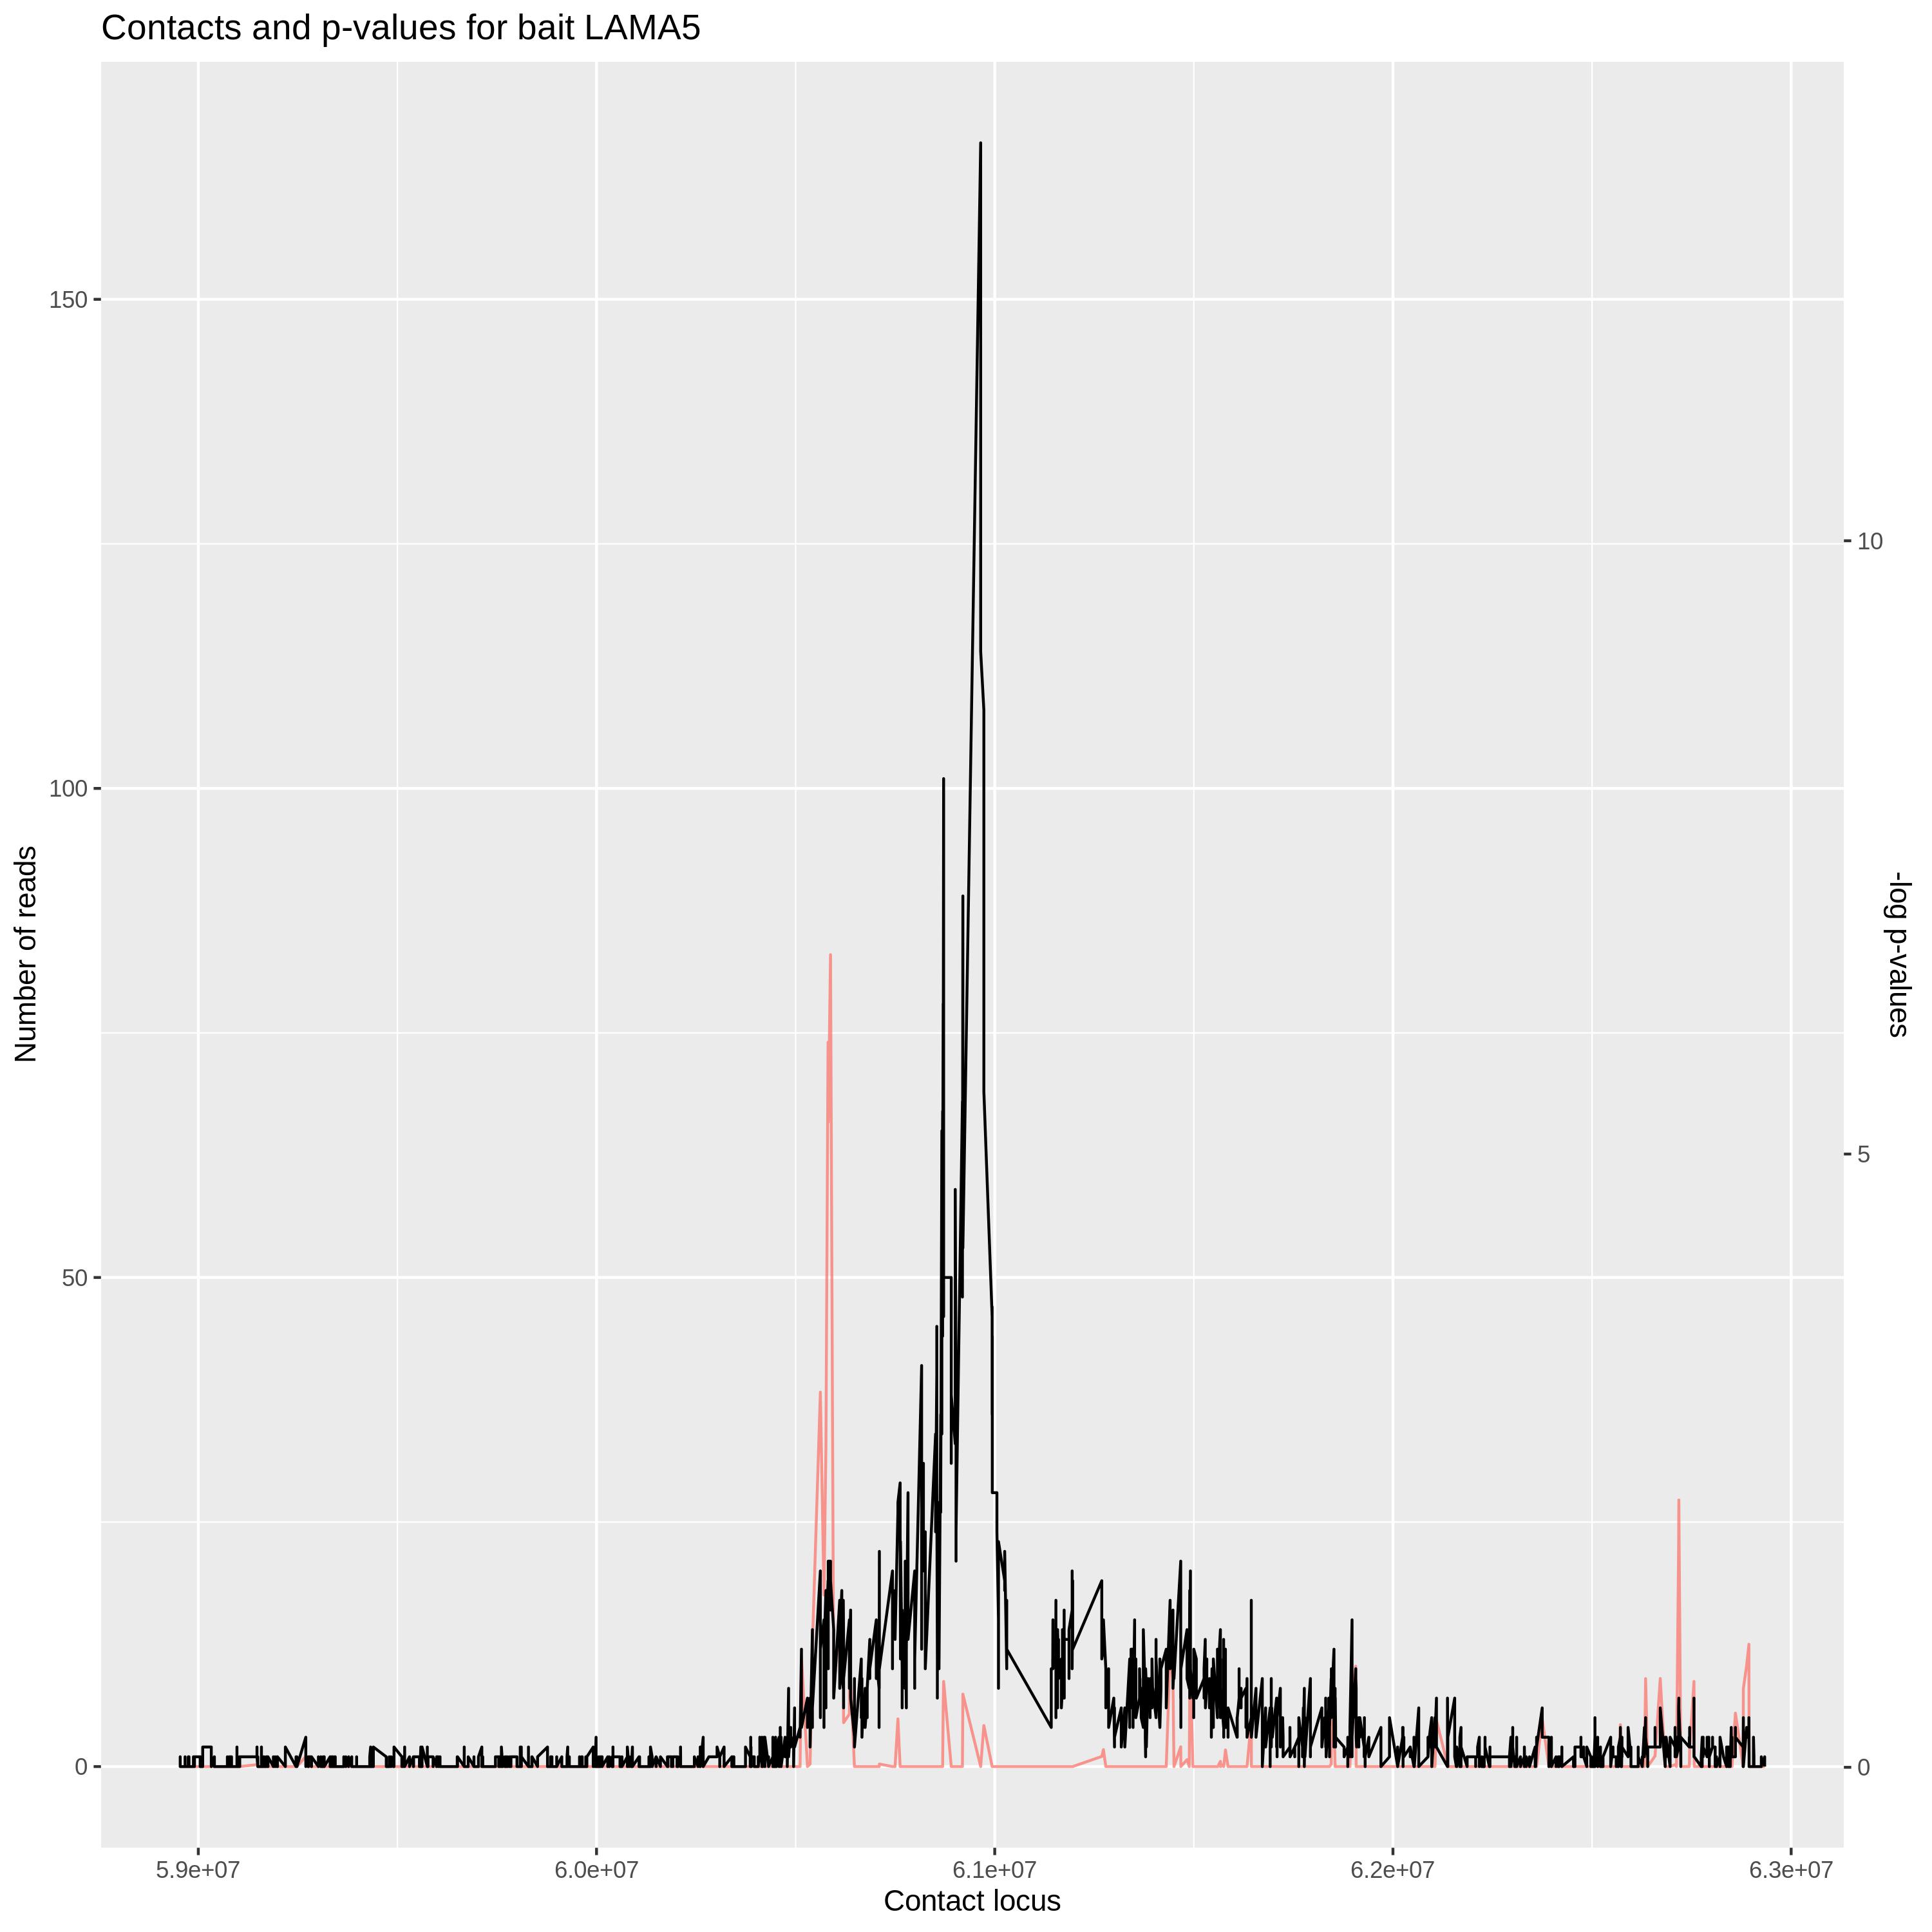 Contacts and p-values for bait LAMA5
150
100
50
0
Number of reads
10
5
0
-log p-values
5.9e+07 6.0e+07 6.1e+07 6.2e+07 6.3e+07
Contact locus